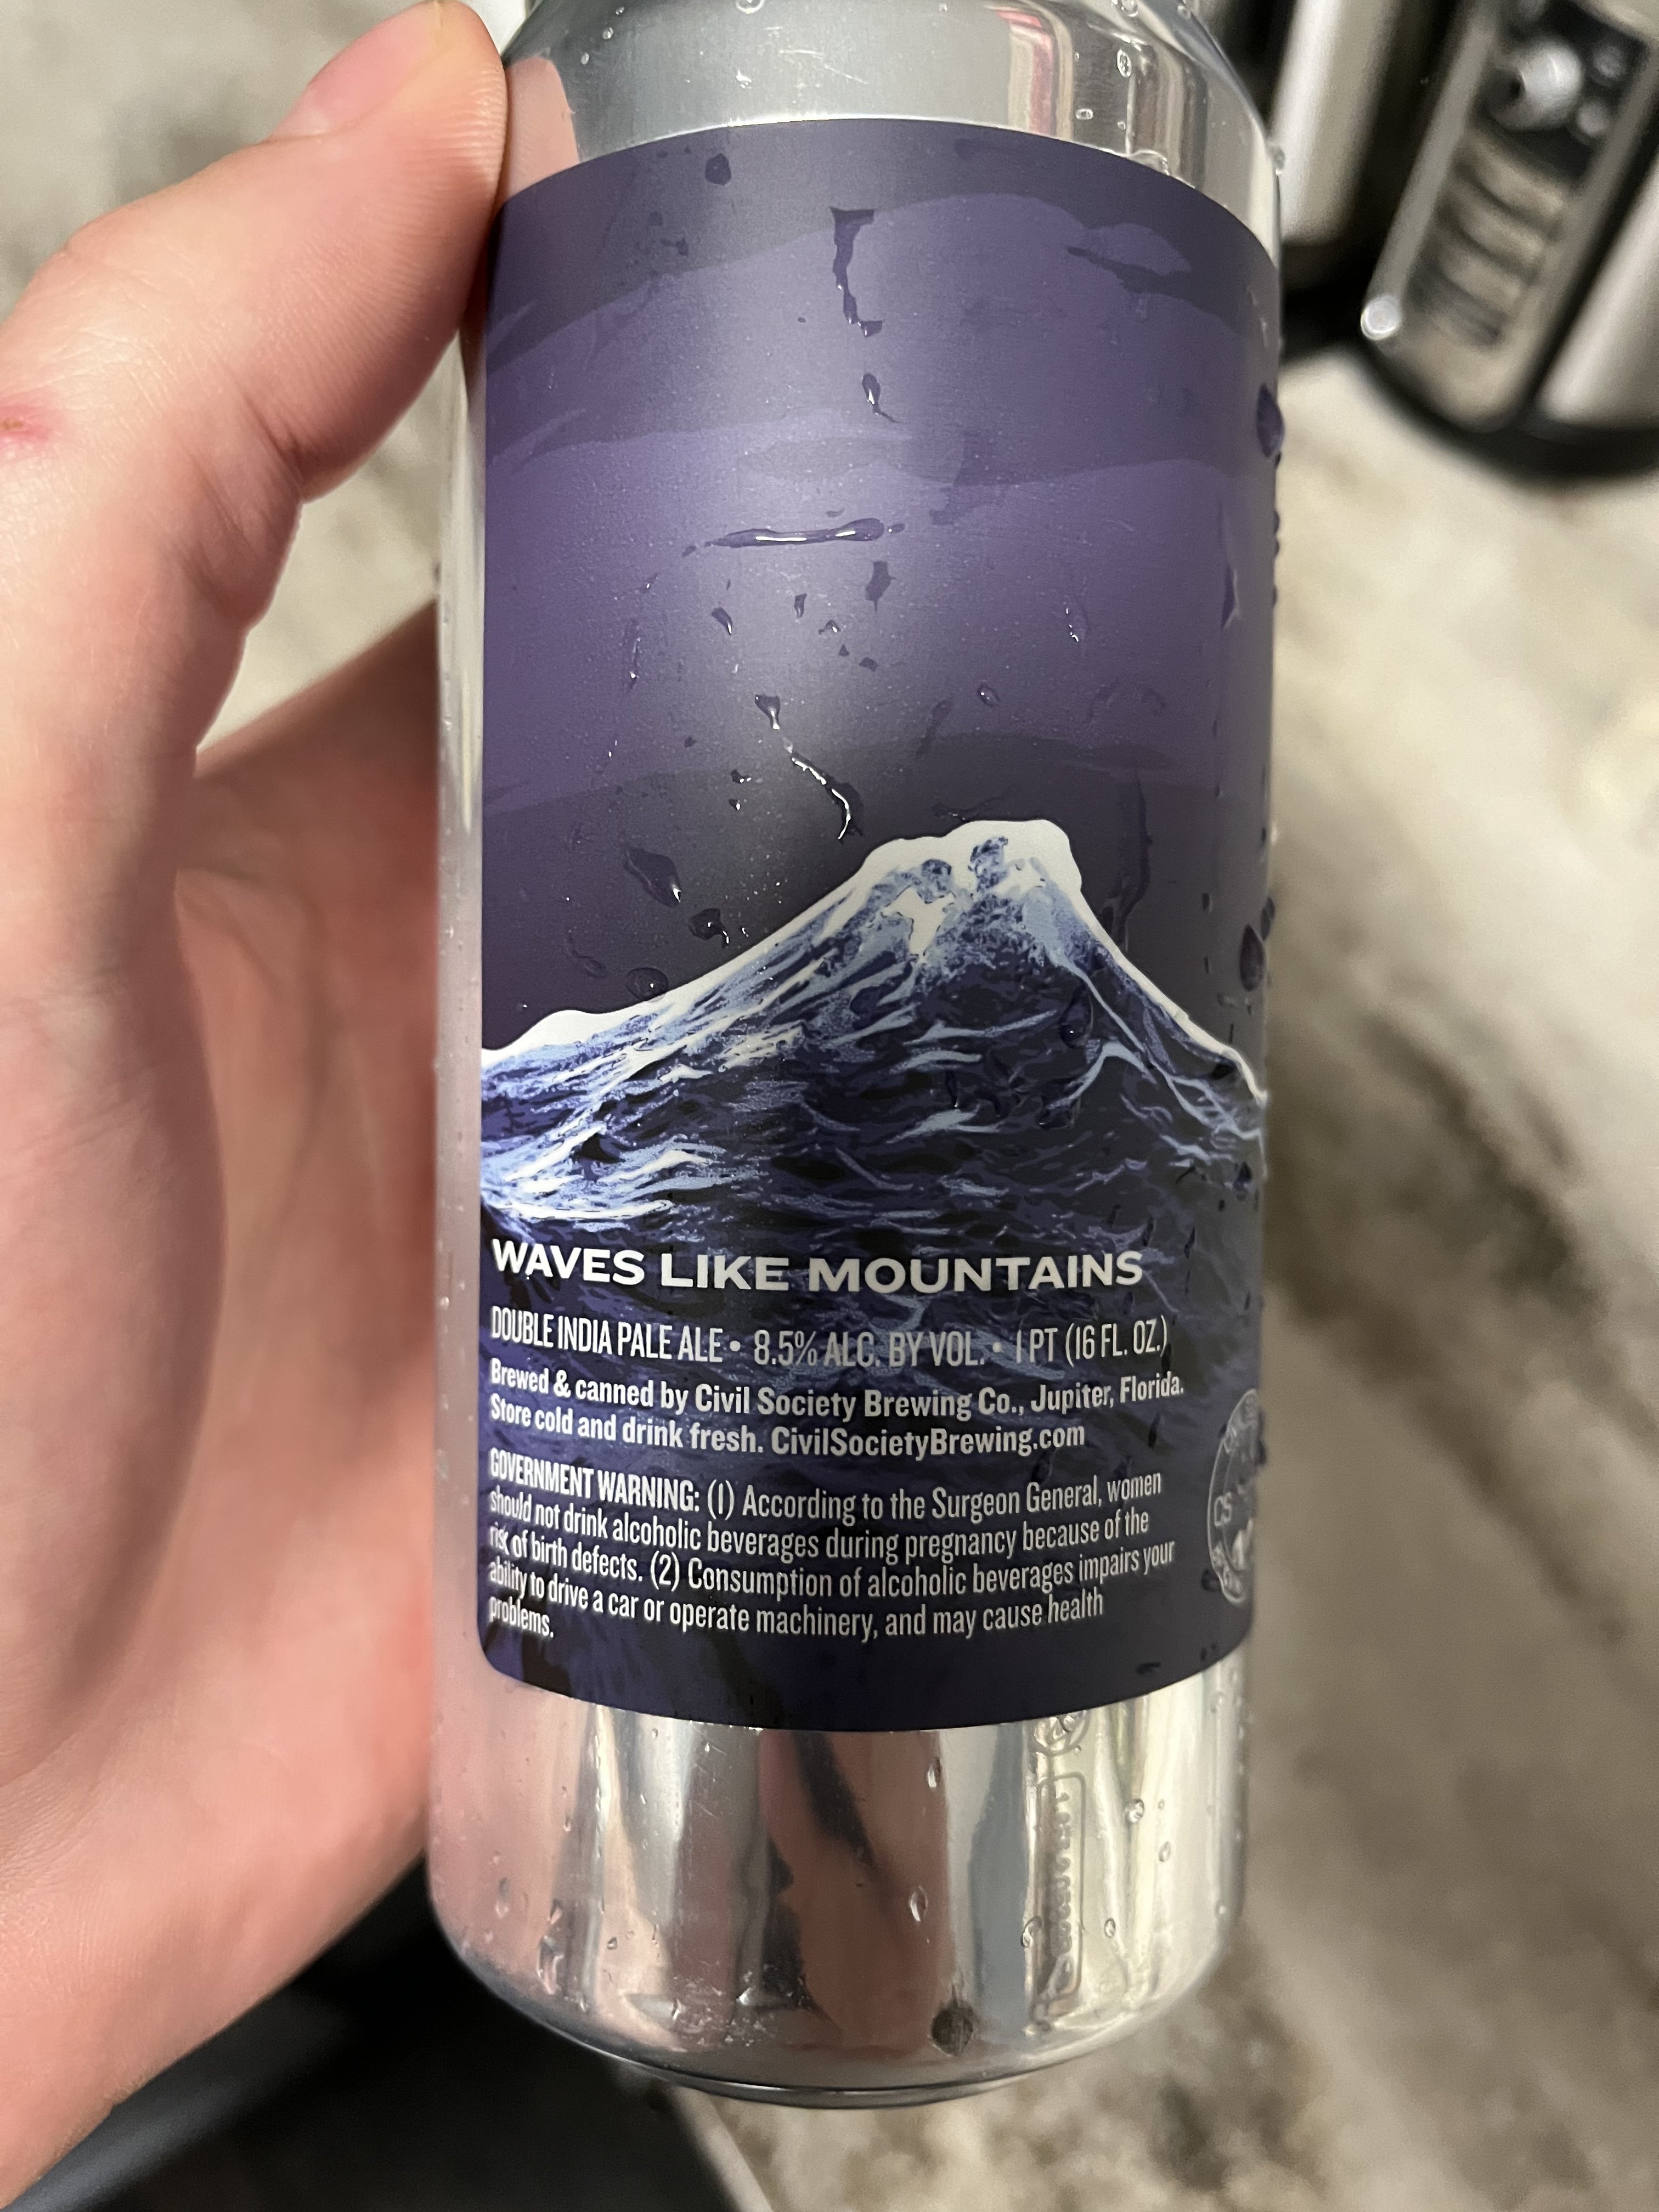 WAVES LIKE MOUNTAINS
DOUBLE INDIA PALE ALE • 8.5% ALC. BY VOL. • 1 PT (16 FL. OZ.)
Brewed & canned by Civil Society Brewing Co., Jupiter, Florida.
Store cold and drink fresh. CivilSocietyBrewing.com
GOVERNMENT WARNING: (1) According to the Surgeon General, women
should not drink alcoholic beverages during pregnancy because of the
risk of birth defects. (2) Consumption of alcoholic beverages impairs your
ability to drive a car or operate machinery, and may cause health
problems.
CS